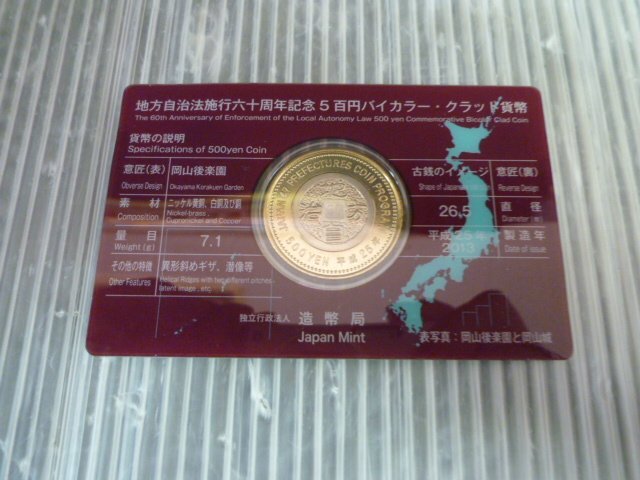 地方自治法施行六十周年記念5百円バイカラー・クラッド貨幣
The 60th Anniversary of Enforcement of the Local Autonomy Law 500 yen Commemorative Bicolor Clad Coin
貨幣の説明
Specifications of 500yen Coin
意匠(表) 岡山後楽園
Obverse Design Okayama Korakuen Garden
素材 ニッケル黄銅、白銅及び銅
Composition Nickel-brass, Cupronickel and Copper
量目 7.1
Weight (g)
その他の特徴 異形斜めギザ、潜像等
Other Features Helical Ridges with two different pitches, latent image, etc.
古銭のイメージ 意匠(裏)
Shape of Japanese Reverse Design
26.5 直径
Diameter
平成25年 製造年
2013 Date of Issue
47 PREFECTURES COIN PROGRAM
500YEN 平成25年
独立行政法人 造幣局
Japan Mint
表写真:岡山後楽園と岡山城